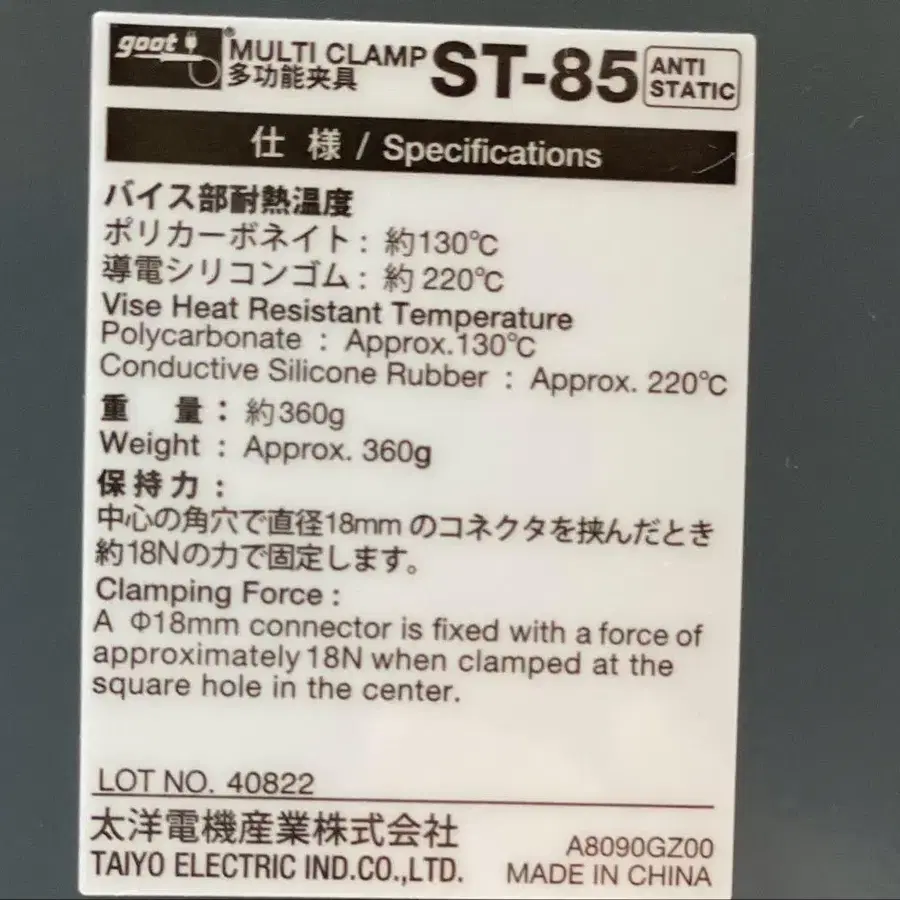 goot® MULTI CLAMP ST-85 ANTI STATIC
多功能夹具
仕様 / Specifications
バイス部耐熱温度
ポリカーボネイト：約130℃
導電シリコンゴム：約220℃
Vise Heat Resistant Temperature
Polycarbonate : Approx.130℃
Conductive Silicone Rubber : Approx. 220℃
重 量：約360g
Weight : Approx. 360g
保持力：
中心の角穴で直径18mmのコネクタを挟んだとき
約18Nの力で固定します。
Clamping Force :
A Φ18mm connector is fixed with a force of
approximately 18N when clamped at the
square hole in the center.
LOT NO. 40822
太洋電機産業株式会社
TAIYO ELECTRIC IND.CO.,LTD.
A8090GZ00
MADE IN CHINA